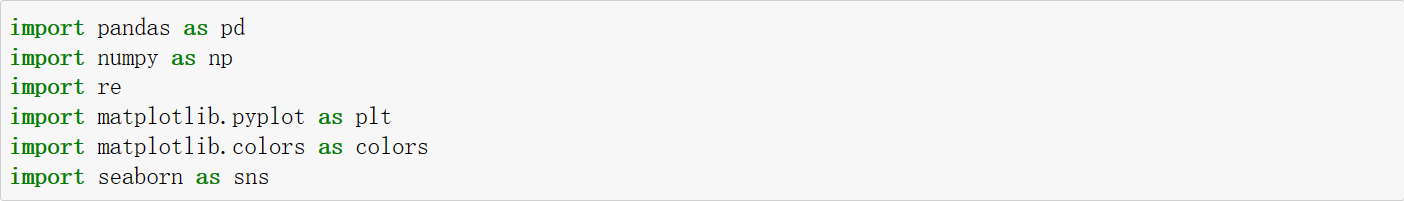 import pandas as pd
import numpy as np
import re
import matplotlib.pyplot as plt
import matplotlib.colors as colors
import seaborn as sns